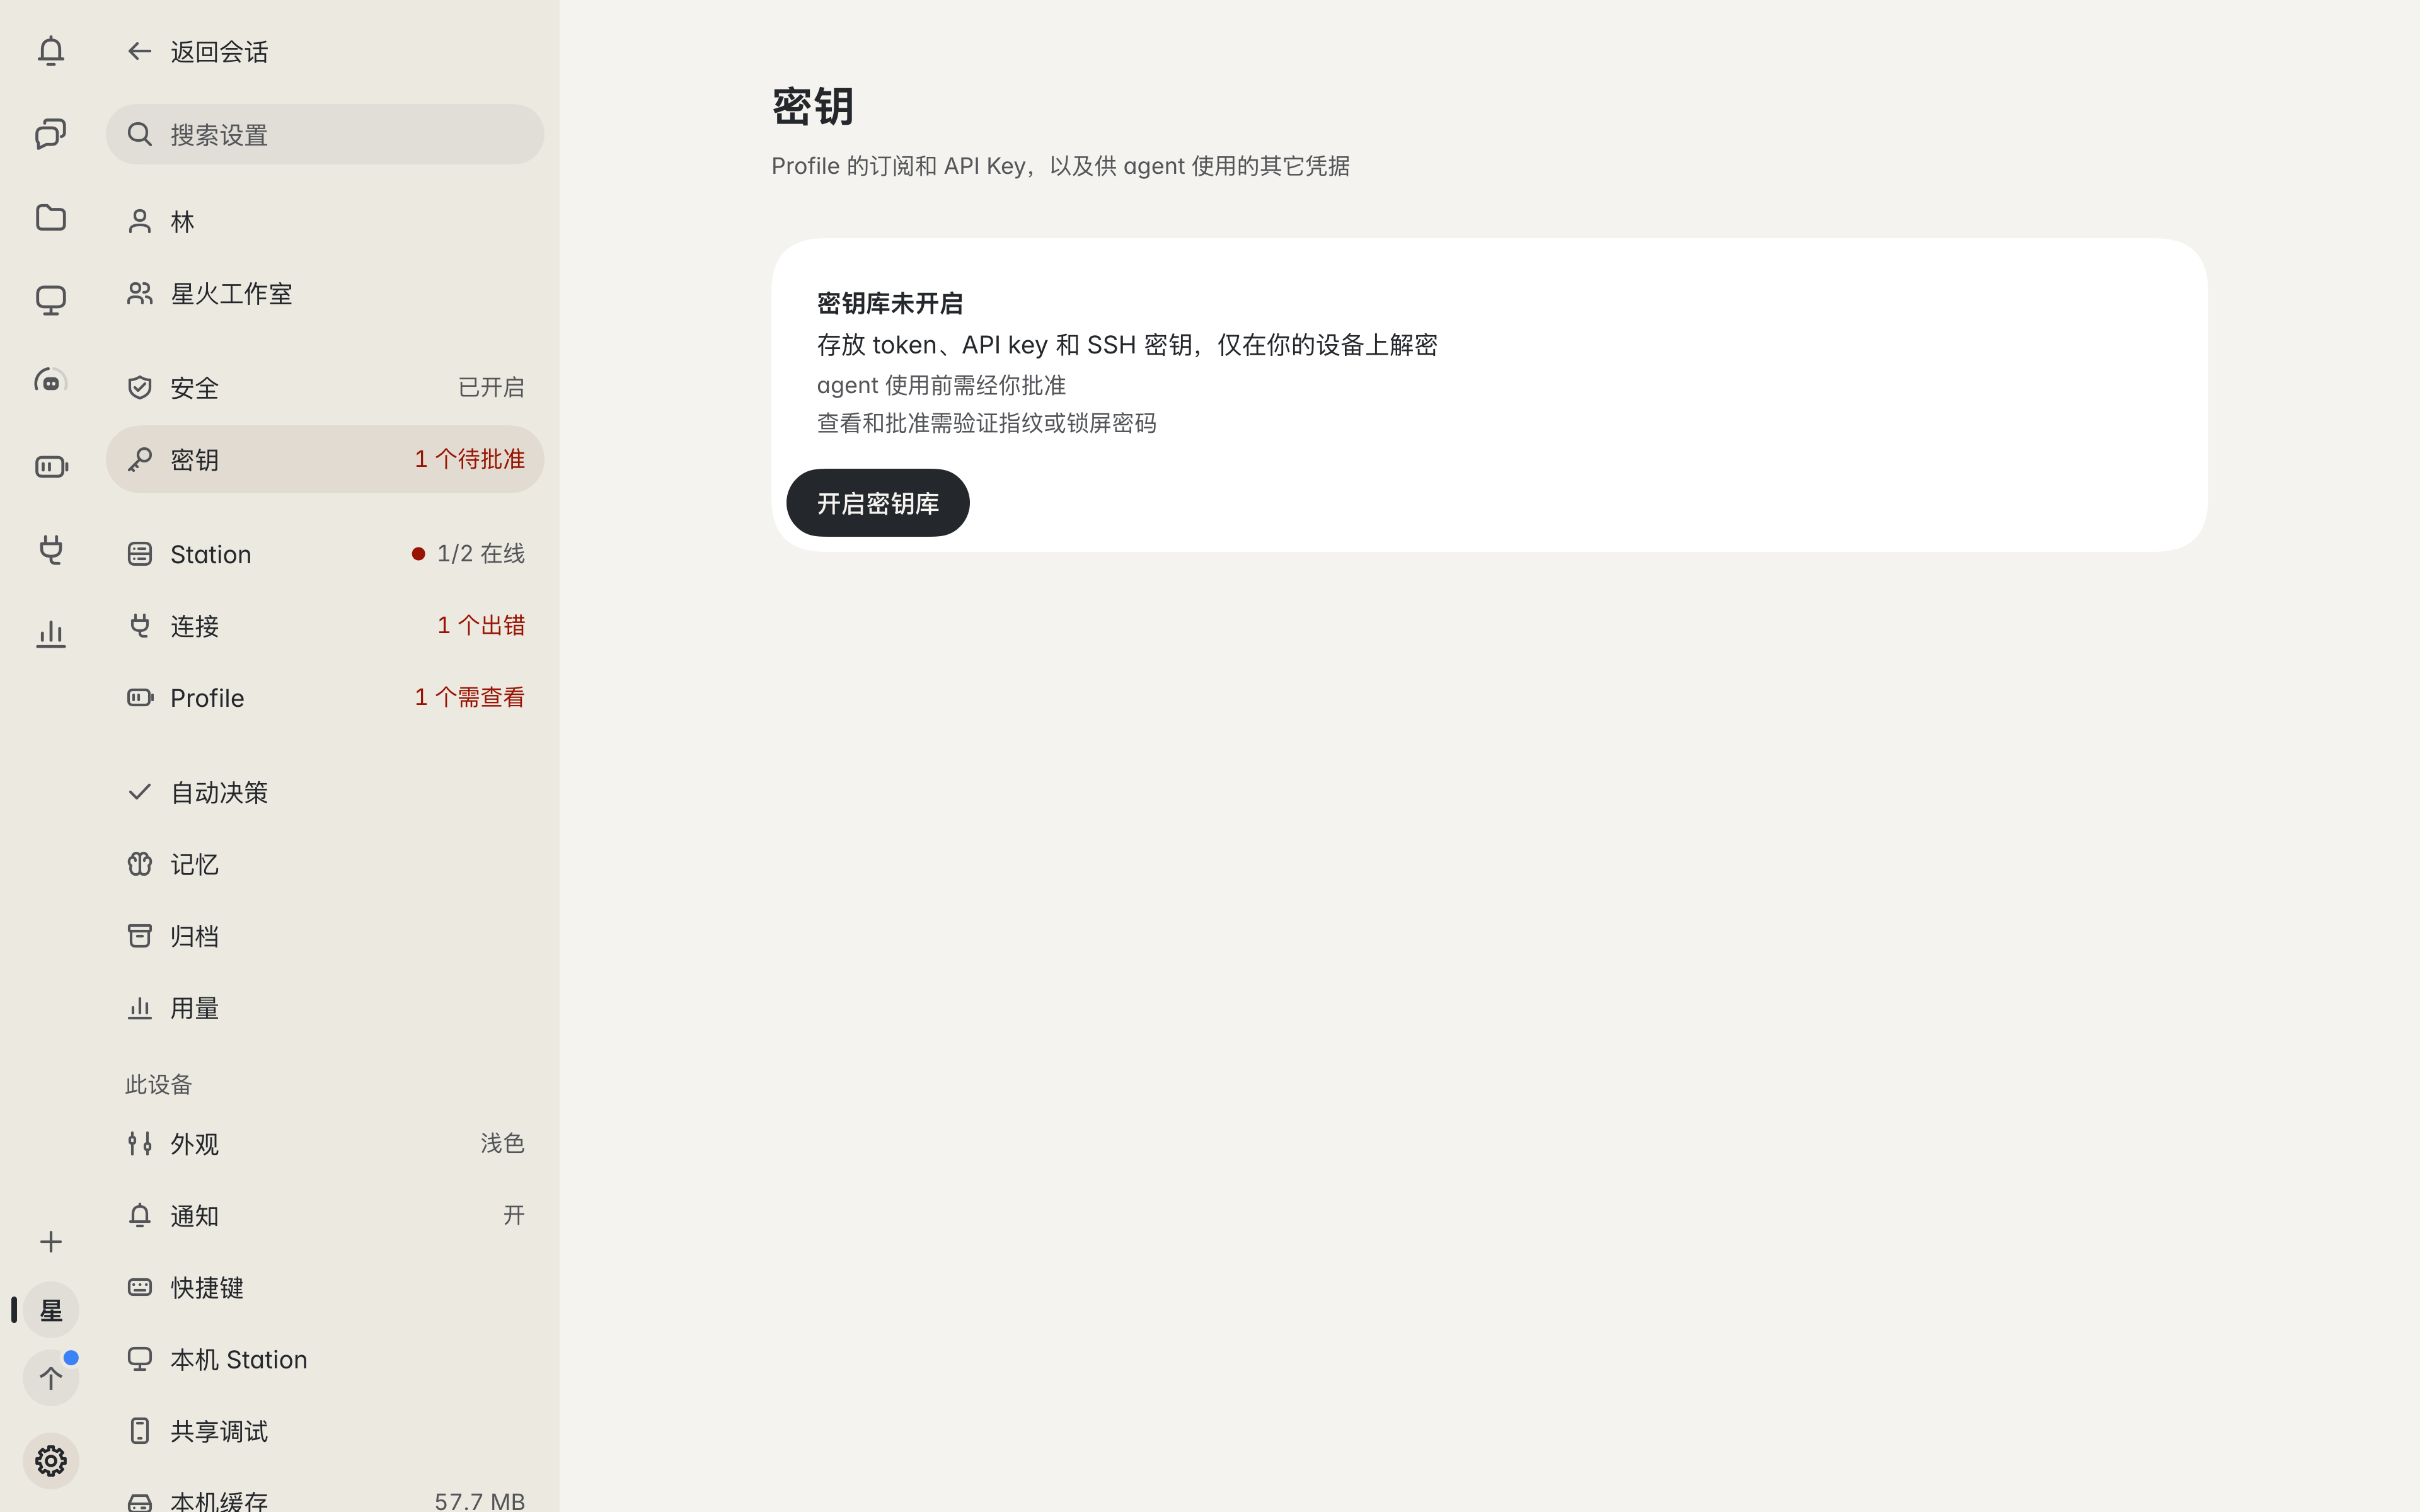 返回会话
搜索设置
林
星火工作室
安全 已开启
密钥 1 个待批准
Station 1/2 在线
连接 1 个出错
Profile 1 个需查看
自动决策
记忆
归档
用量
此设备
外观 浅色
通知 开
快捷键
本机 Station
共享调试
本机缓存 57.7 MB
星
个
密钥
Profile 的订阅和 API Key，以及供 agent 使用的其它凭据
密钥库未开启
存放 token、API key 和 SSH 密钥，仅在你的设备上解密
agent 使用前需经你批准
查看和批准需验证指纹或锁屏密码
开启密钥库